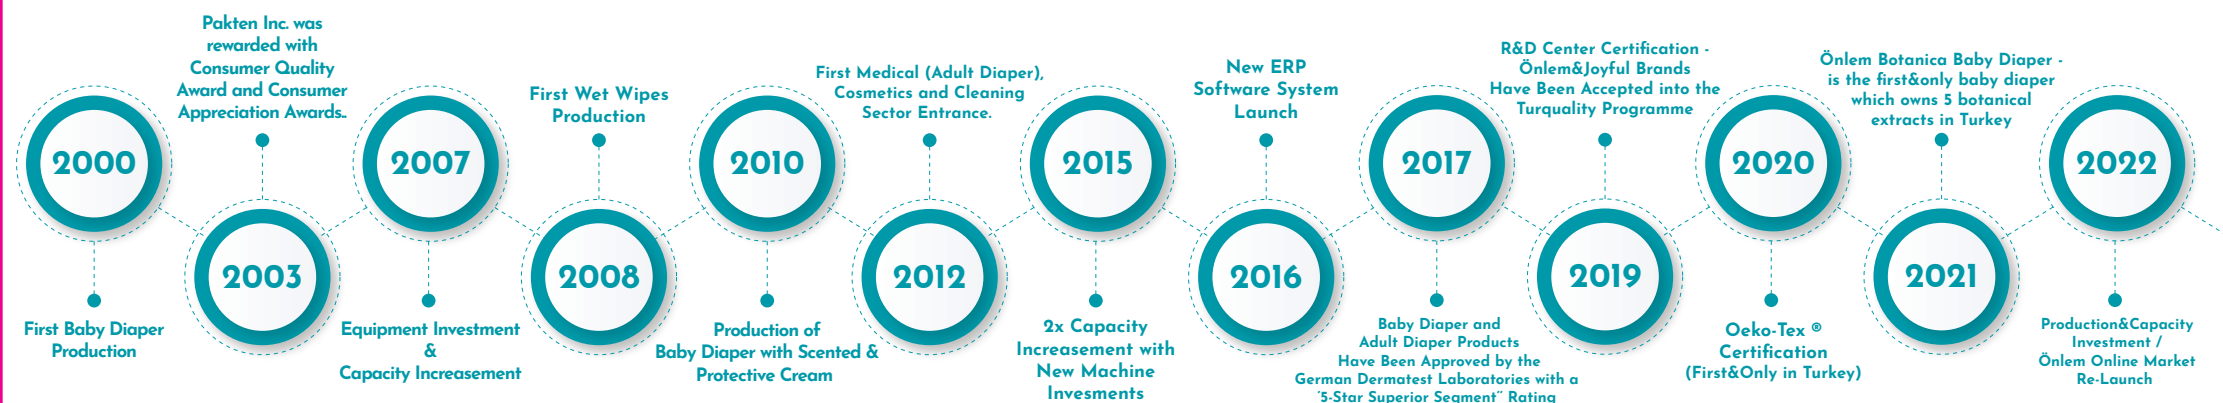 2000
First Baby Diaper
Production
Pakten Inc. was
rewarded with
Consumer Quality
Award and Consumer
Appreciation Awards..
2003
2007
Equipment Investment
&
Capacity Increasement
First Wet Wipes
Production
2008
2010
Production of
Baby Diaper with Scented &
Protective Cream
First Medical (Adult Diaper),
Cosmetics and Cleaning
Sector Entrance.
2012
2015
2x Capacity
Increasement with
New Machine
Invesments
New ERP
Software System
Launch
2016
2017
Baby Diaper and
Adult Diaper Products
Have Been Approved by the
German Dermatest Laboratories with a
'5-Star Superior Segment" Rating
R&D Center Certification -
Önlem&Joyful Brands
Have Been Accepted into the
Turquality Programme
2019
2020
Oeko-Tex ®
Certification
(First&Only in Turkey)
Önlem Botanica Baby Diaper -
is the first&only baby diaper
which owns 5 botanical
extracts in Turkey
2021
2022
Production&Capacity
Investment /
Önlem Online Market
Re-Launch